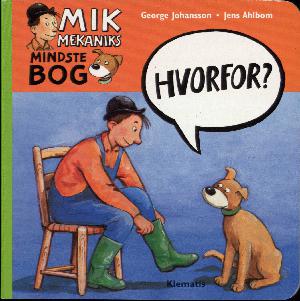 George Johansson • Jens Ahlbom
MIK
MEKANIKS
MINDSTE
BOG
HVORFOR?
Klematis